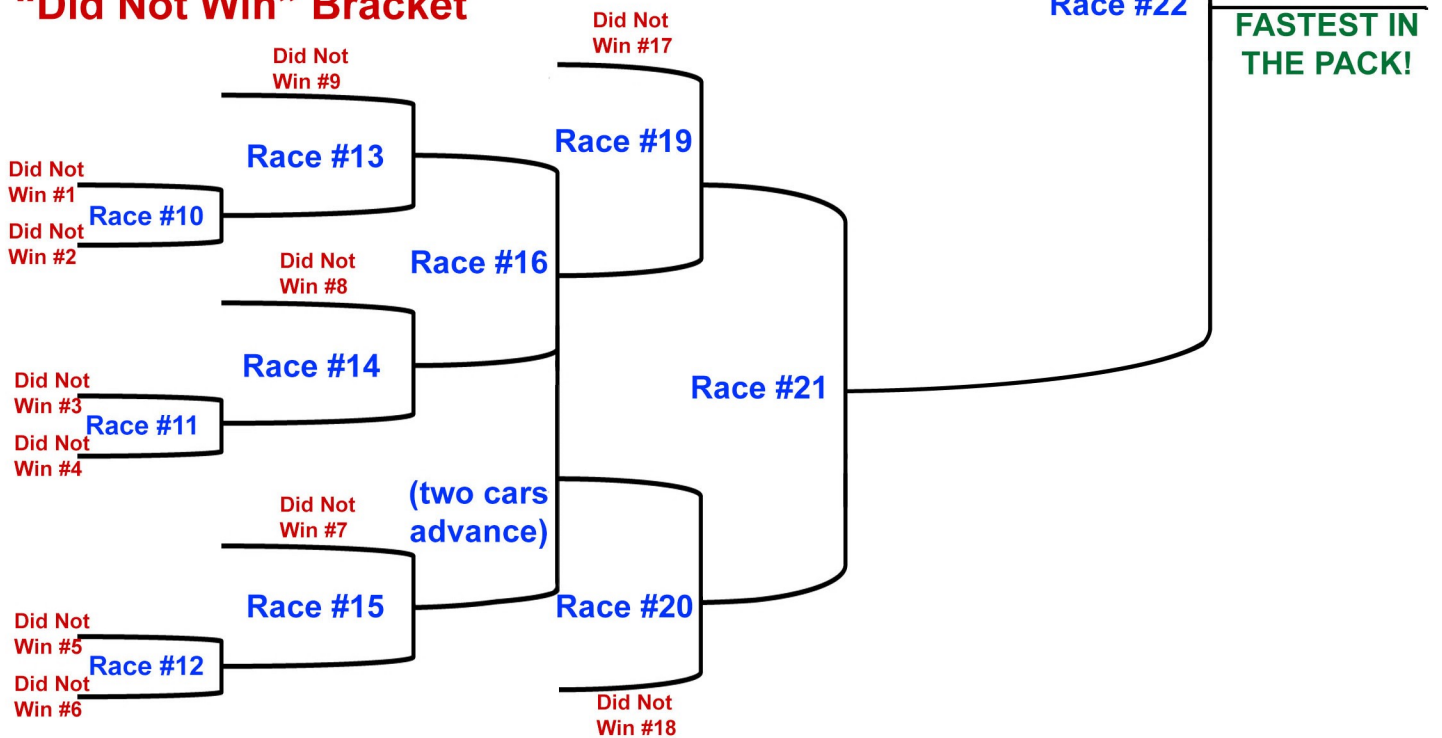 "Did Not Win" Bracket
Did Not
Win #17
Race #22
FASTEST IN
THE PACK!
Did Not
Win #9
Race #13
Race #19
Did Not
Win #1
Race #10
Did Not
Win #2
Race #16
Did Not
Win #8
Race #14
Did Not
Win #3
Race #11
Did Not
Win #4
Race #21
(two cars
advance)
Did Not
Win #7
Race #15
Race #20
Did Not
Win #5
Race #12
Did Not
Win #6
Did Not
Win #18